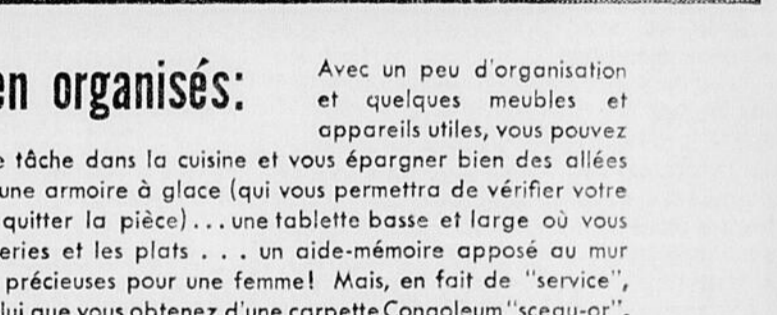 en organisés:
Avec un peu d'organisation
et quelques meubles et
appareils utiles, vous pouvez
e tâche dans la cuisine et vous épargner bien des allées
une armoire à glace (qui vous permettra de vérifier votre
quitter la pièce)...une tablette basse et large où vous
eries et les plats . . . un aide-mémoire apposé au mur
précieuses pour une femme! Mais, en fait de "service",
lui que vous obtenez d'une carpette Congoleum "sceau-or",